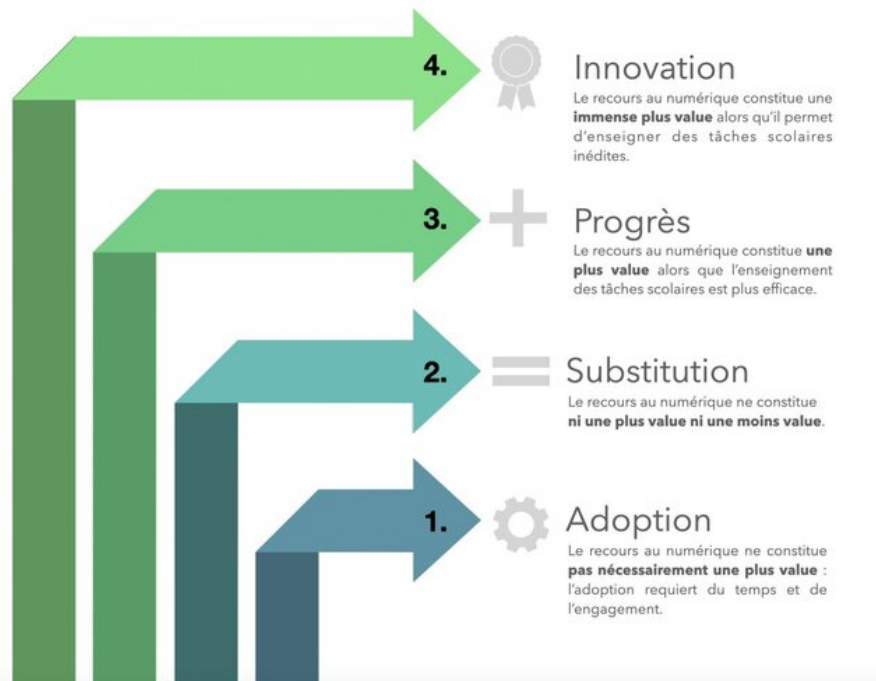 4.
Innovation
Le recours au numérique constitue une
immense plus value alors qu'il permet
d'enseigner des tâches scolaires
inédites.
3.
Progrès
Le recours au numérique constitue une
plus value alors que l'enseignement
des tâches scolaires est plus efficace.
2.
Substitution
Le recours au numérique ne constitue
ni une plus value ni une moins value.
1.
Adoption
Le recours au numérique ne constitue
pas nécessairement une plus value :
l'adoption requiert du temps et de
l'engagement.